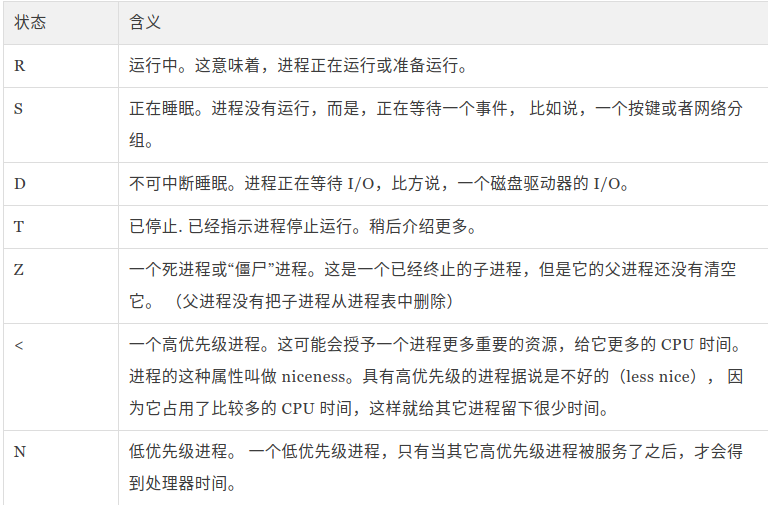 状态 含义
R 运行中。这意味着，进程正在运行或准备运行。
S 正在睡眠。进程没有运行，而是，正在等待一个事件， 比如说，一个按键或者网络分
组。
D 不可中断睡眠。进程正在等待 I/O，比方说，一个磁盘驱动器的 I/O。
T 已停止. 已经指示进程停止运行。稍后介绍更多。
Z 一个死进程或“僵尸”进程。这是一个已经终止的子进程，但是它的父进程还没有清空
它。 （父进程没有把子进程从进程表中删除）
< 一个高优先级进程。这可能会授予一个进程更多重要的资源，给它更多的 CPU 时间。
进程的这种属性叫做 niceness。具有高优先级的进程据说是不好的（less nice）， 因
为它占用了比较多的 CPU 时间，这样就给其它进程留下很少时间。
N 低优先级进程。 一个低优先级进程，只有当其它高优先级进程被服务了之后，才会得
到处理器时间。